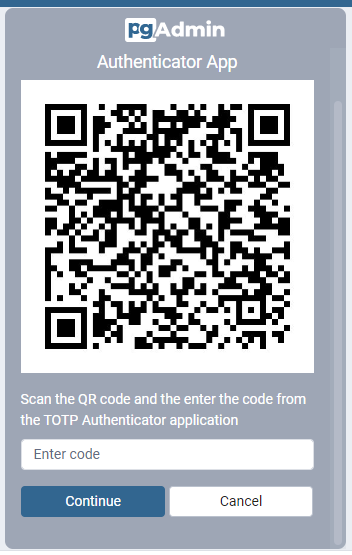 pgAdmin
Authenticator App
Scan the QR code and the enter the code from
the TOTP Authenticator application
Enter code
Continue
Cancel